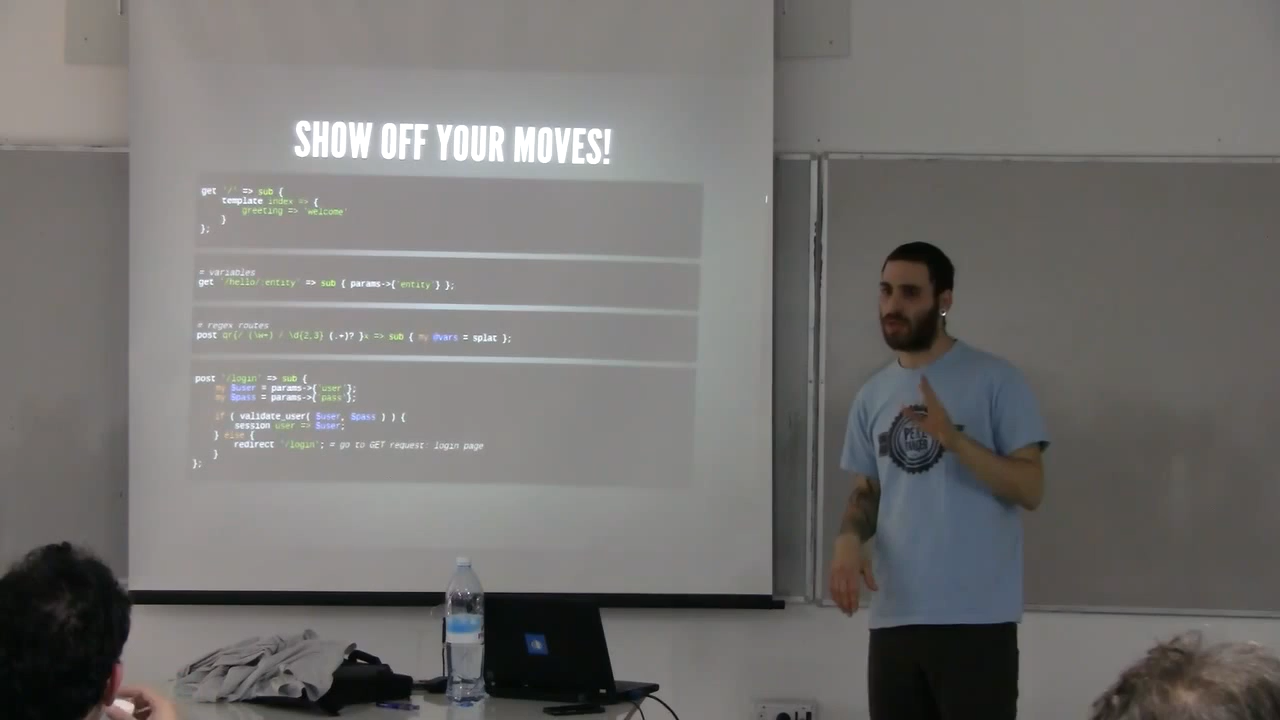 SHOW OFF YOUR MOVES!
get '/' => sub {
template index => {
greeting => 'welcome'
}
};
# variables
get '/hello/:entity' => sub { params->{'entity'} };
# regex routes
post qr{/ (\w+) / \d{2,3} (.+)? }x => sub { my @vars = splat };
post '/login' => sub {
my $user = params->{'user'};
my $pass = params->{'pass'};
if ( validate_user( $user, $pass ) ) {
session user => $user;
} else {
redirect '/login'; # go to GET request: login page
}
};
PERL